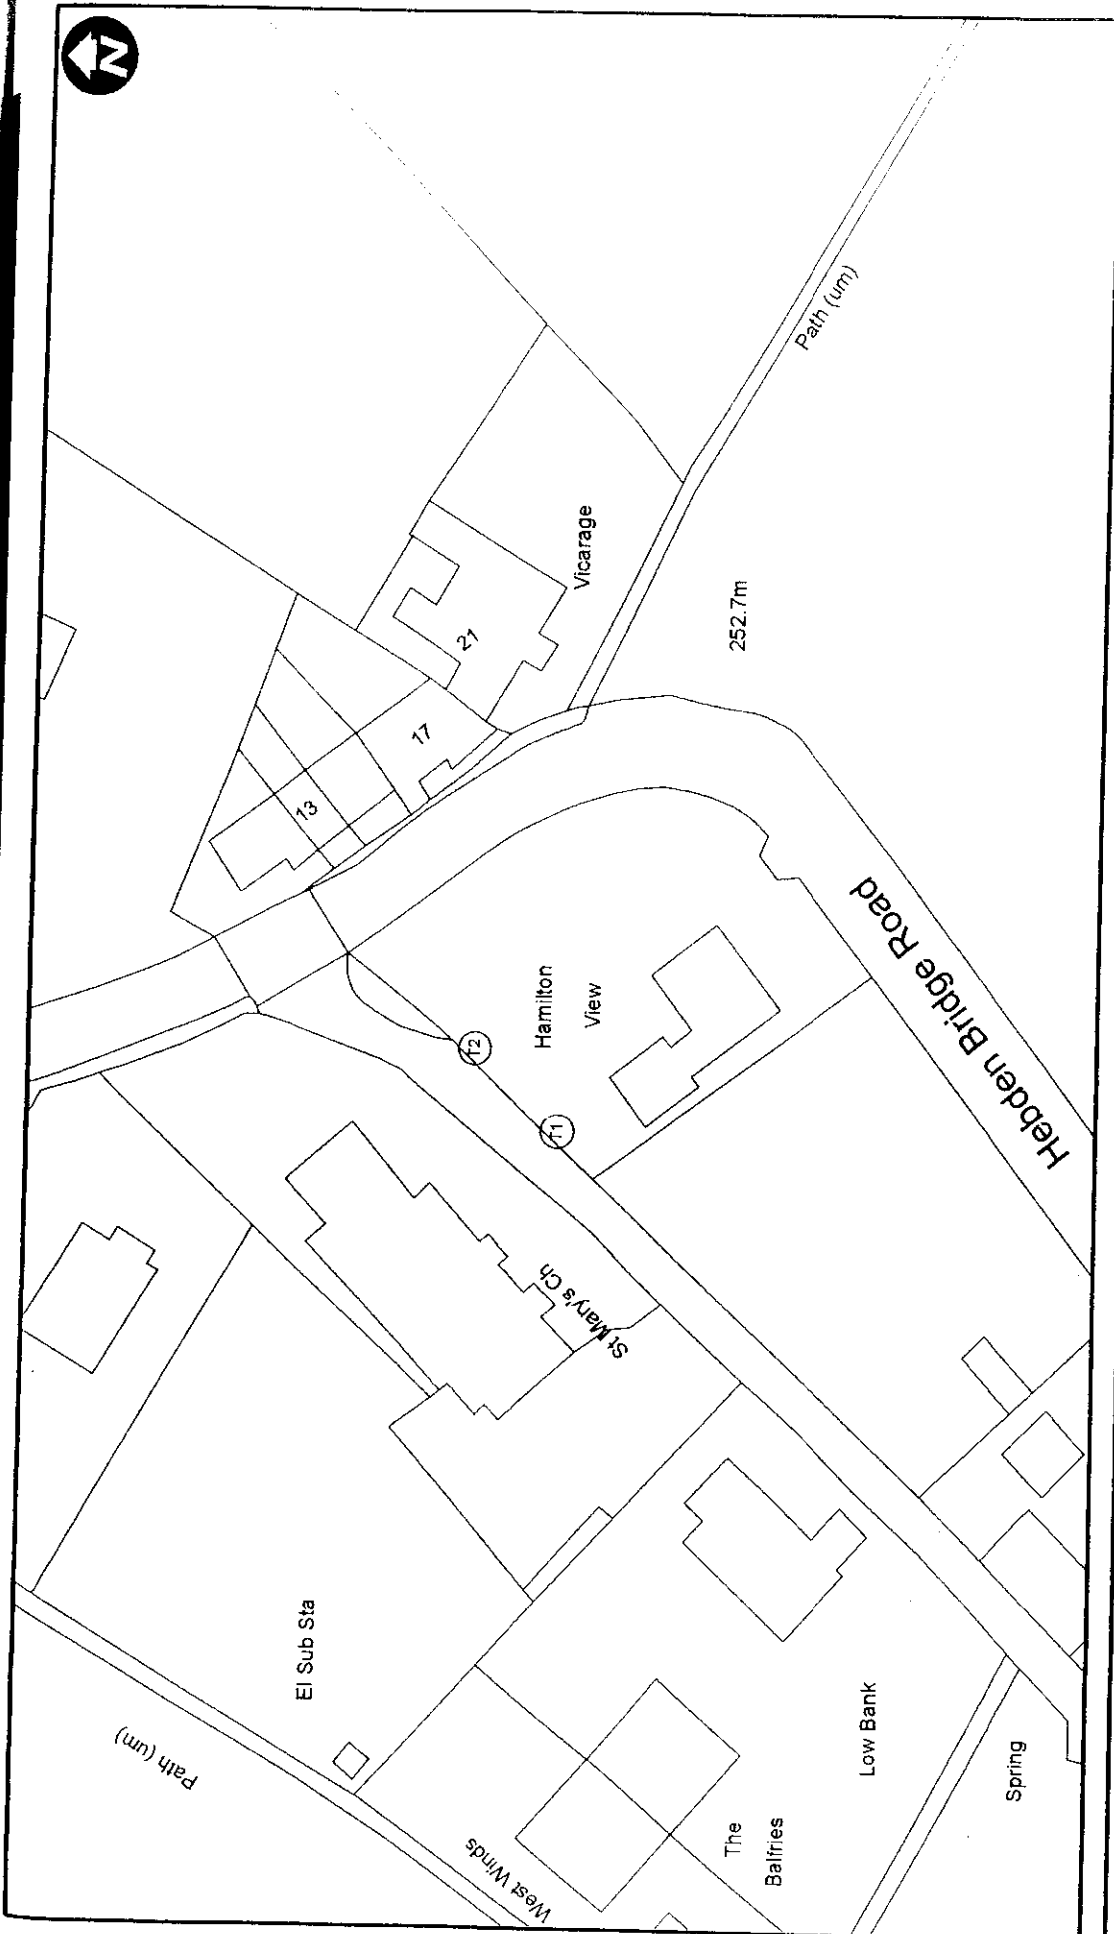 N
Path (um)
Vicarage
252.7m
21
17
13
Hamilton
View
T2
T1
Hebden Bridge Road
St Mary's Ch
El Sub Sta
Path (um)
West Winds
The
Balfries
Low Bank
Spring